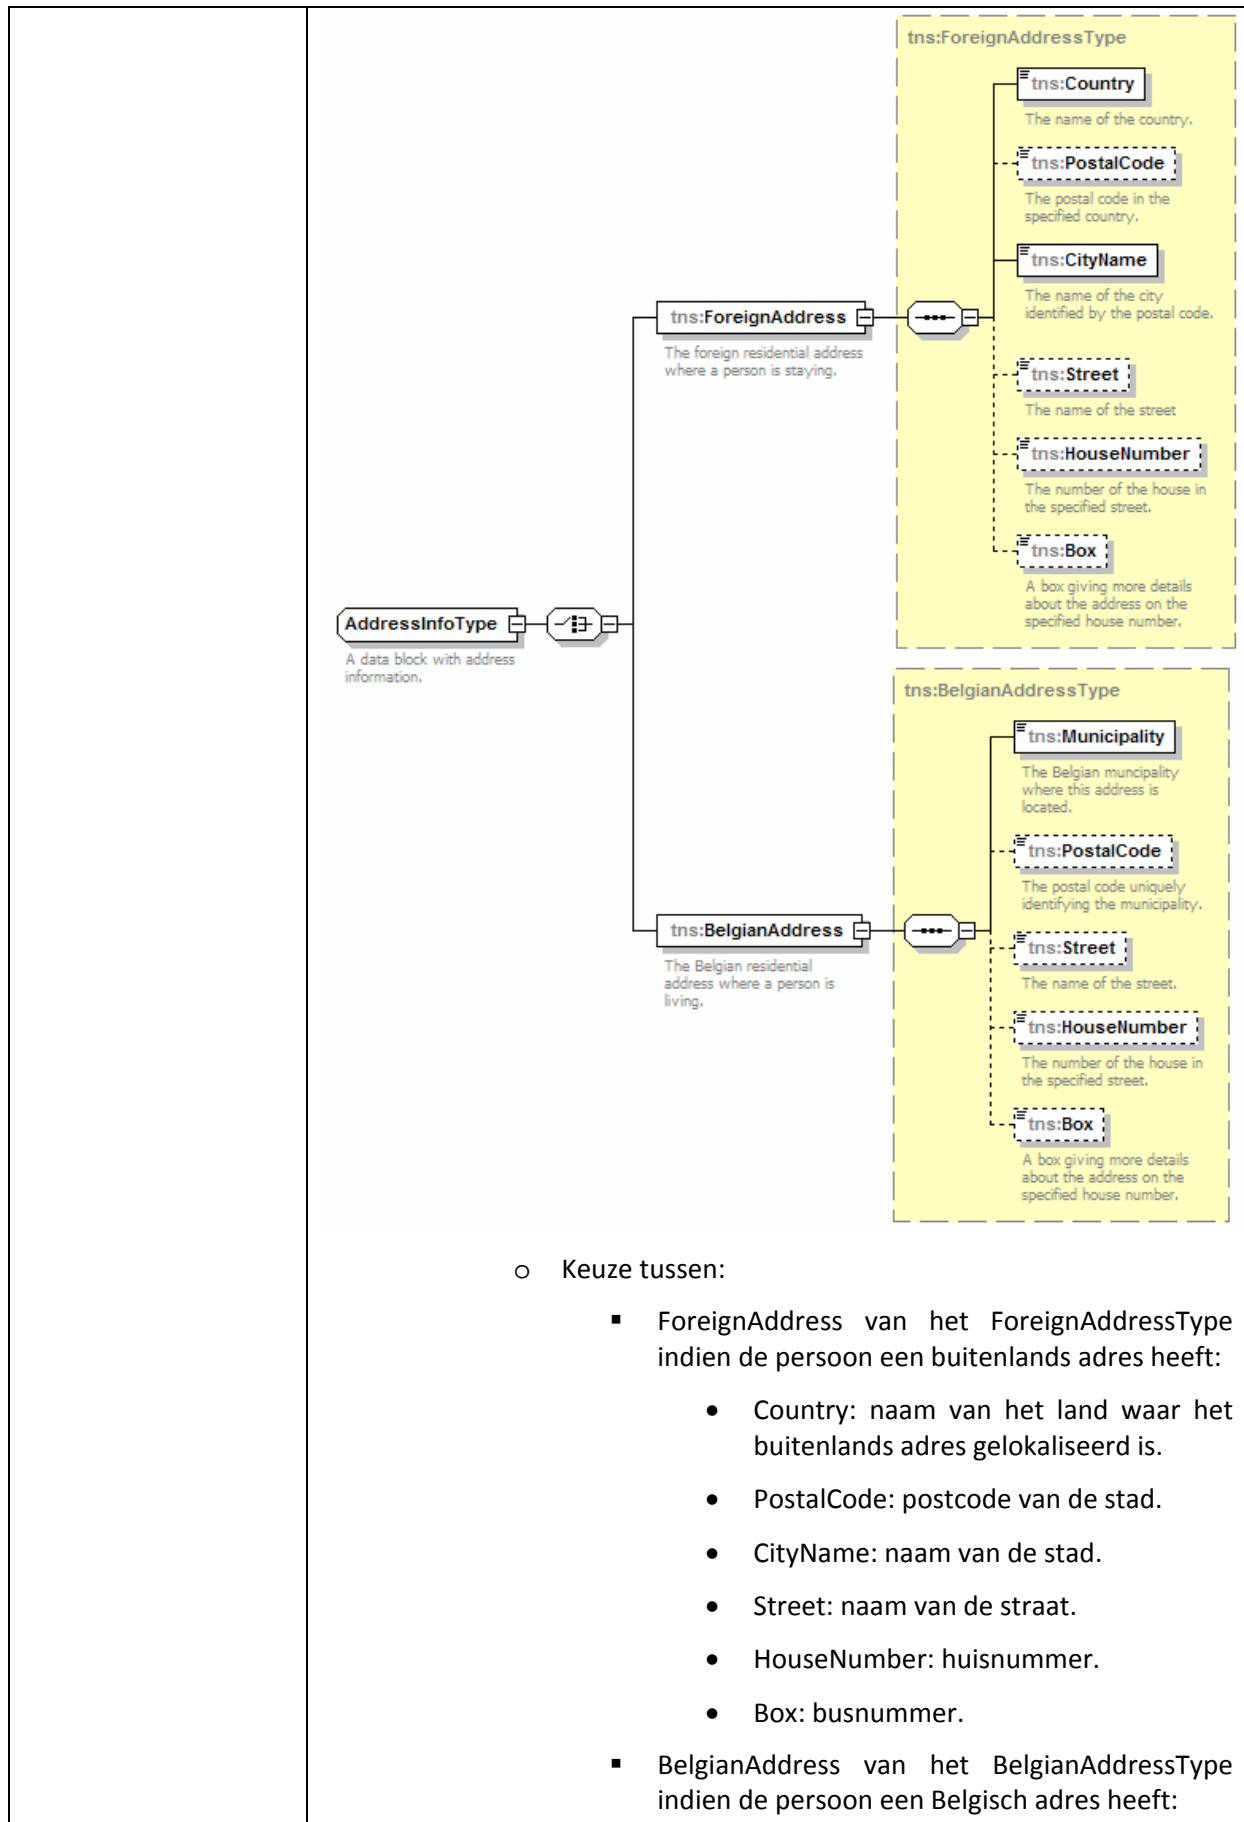 tns:ForeignAddressType
tns:Country
The name of the country.
tns:PostalCode
The postal code in the
specified country.
tns:CityName
The name of the city
identified by the postal code.
tns:ForeignAddress
The foreign residential address
where a person is staying.
tns:Street
The name of the street
tns:HouseNumber
The number of the house in
the specified street.
tns:Box
A box giving more details
about the address on the
specified house number.
AddressInfoType
A data block with address
information.
tns:BelgianAddressType
tns:Municipality
The Belgian muncipality
where this address is
located.
tns:PostalCode
The postal code uniquely
identifying the municipality.
tns:BelgianAddress
The Belgian residential
address where a person is
living.
tns:Street
The name of the street.
tns:HouseNumber
The number of the house in
the specified street.
tns:Box
A box giving more details
about the address on the
specified house number.
o Keuze tussen:
▪ ForeignAddress van het ForeignAddressType
indien de persoon een buitenlands adres heeft:
• Country: naam van het land waar het
buitenlands adres gelokaliseerd is.
• PostalCode: postcode van de stad.
• CityName: naam van de stad.
• Street: naam van de straat.
• HouseNumber: huisnummer.
• Box: busnummer.
▪ BelgianAddress van het BelgianAddressType
indien de persoon een Belgisch adres heeft: